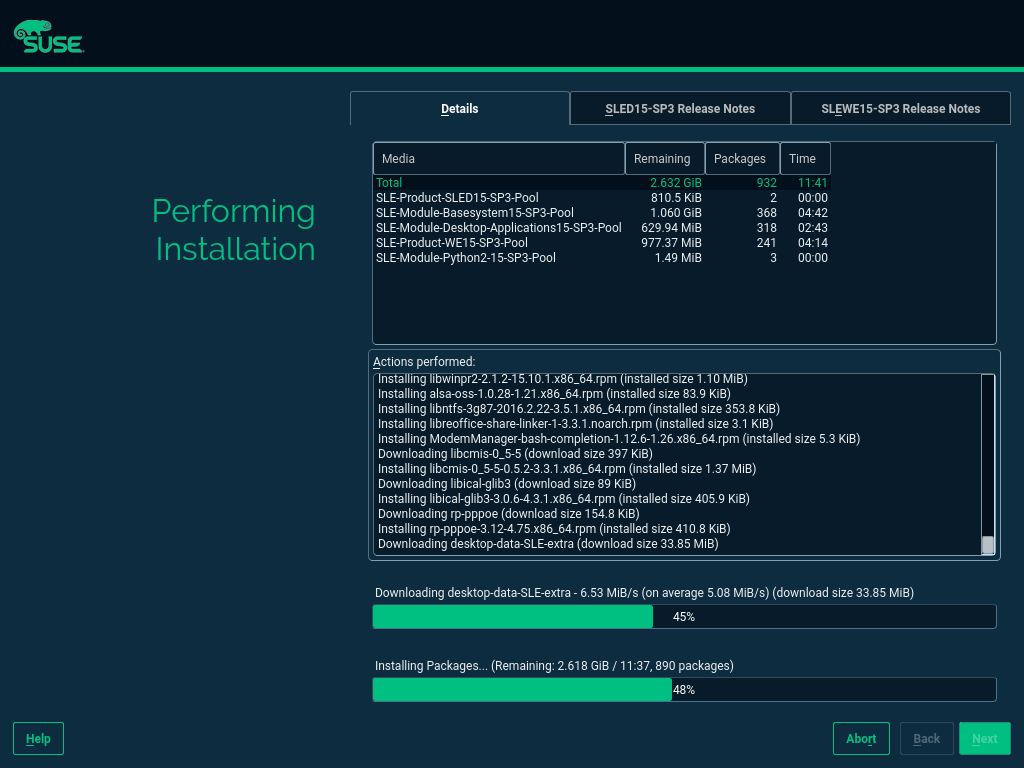 SUSE
Details
SLED15-SP3 Release Notes
SLEWE15-SP3 Release Notes
Performing
Installation
Media Remaining Packages Time
Total 2.632 GiB 932 11:41
SLE-Product-SLED15-SP3-Pool 810.5 KiB 2 00:00
SLE-Module-Basesystem15-SP3-Pool 1.060 GiB 368 04:42
SLE-Module-Desktop-Applications15-SP3-Pool 629.94 MiB 318 02:43
SLE-Product-WE15-SP3-Pool 977.37 MiB 241 04:14
SLE-Module-Python2-15-SP3-Pool 1.49 MiB 3 00:00
Actions performed:
Installing libwinpr2-2.1.2-15.10.1.x86_64.rpm (installed size 1.10 MiB)
Installing alsa-oss-1.0.28-1.21.x86_64.rpm (installed size 83.9 KiB)
Installing libntfs-3g87-2016.2.22-3.5.1.x86_64.rpm (installed size 353.8 KiB)
Installing libreoffice-share-linker-1-3.3.1.noarch.rpm (installed size 3.1 KiB)
Installing ModemManager-bash-completion-1.12.6-1.26.x86_64.rpm (installed size 5.3 KiB)
Downloading libcmis-0_5-5 (download size 397 KiB)
Installing libcmis-0_5-5-0.5.2-3.3.1.x86_64.rpm (installed size 1.37 MiB)
Downloading libical-glib3 (download size 89 KiB)
Installing libical-glib3-3.0.6-4.3.1.x86_64.rpm (installed size 405.9 KiB)
Downloading rp-pppoe (download size 154.8 KiB)
Installing rp-pppoe-3.12-4.75.x86_64.rpm (installed size 410.8 KiB)
Downloading desktop-data-SLE-extra (download size 33.85 MiB)
Downloading desktop-data-SLE-extra - 6.53 MiB/s (on average 5.08 MiB/s) (download size 33.85 MiB)
45%
Installing Packages... (Remaining: 2.618 GiB / 11:37, 890 packages)
48%
Help
Abort
Back
Next